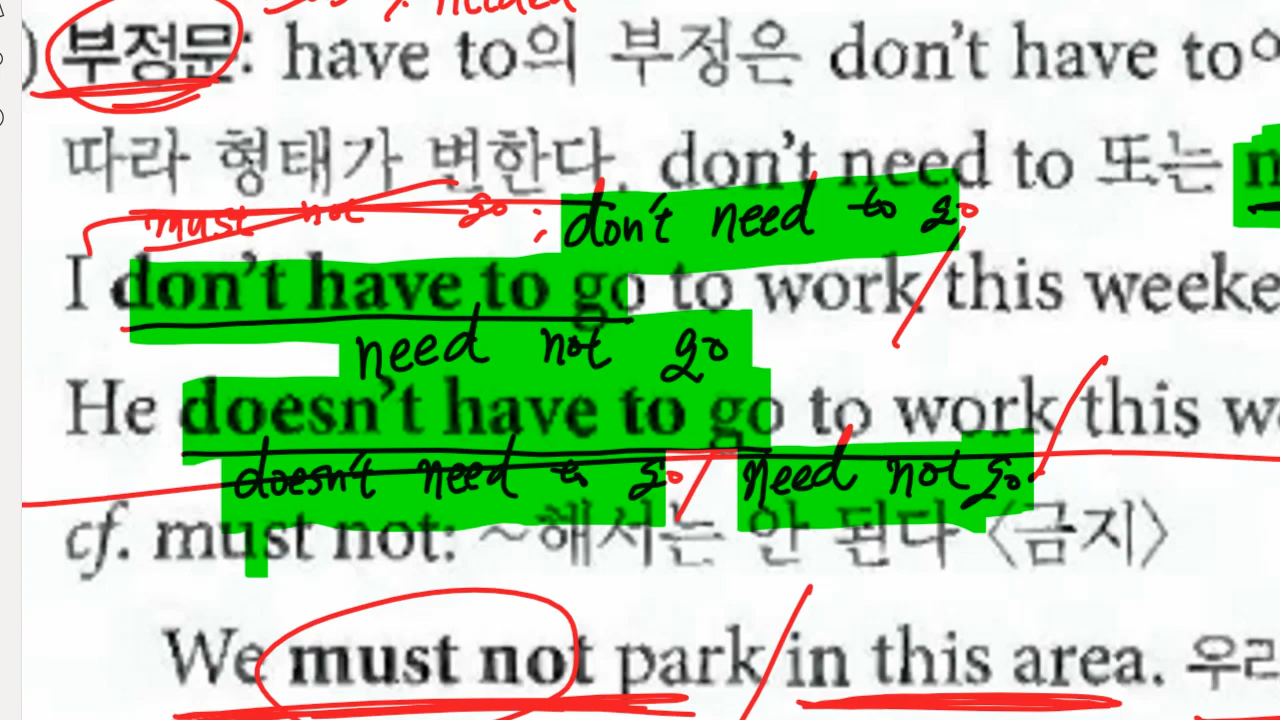 needed
부정문: have to의 부정은 don't have to
따라 형태가 변한다. don't need to 또는
must not go : don't need to go
I don't have to go to work this weeke
need not go
He doesn't have to go to work this w
doesn't need to go need not go
cf. must not: ~해서는 안 된다 〈금지〉
We must not park in this area. 우리